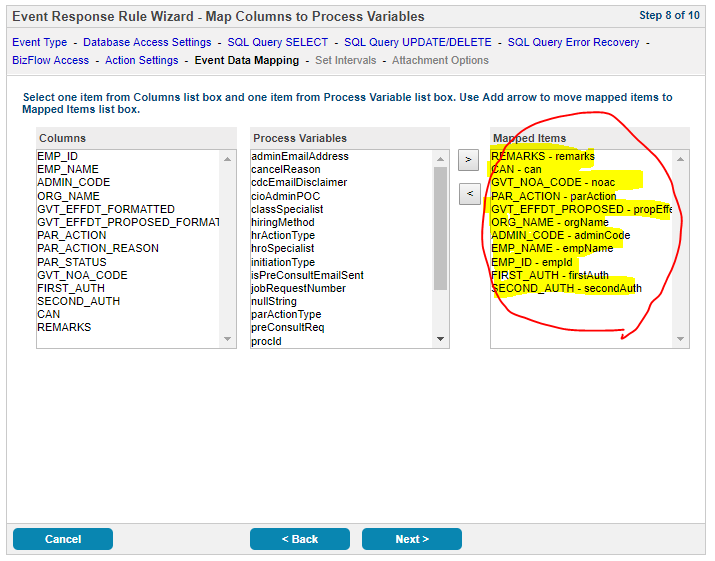 Event Response Rule Wizard - Map Columns to Process Variables
Step 8 of 10
Event Type - Database Access Settings - SQL Query SELECT - SQL Query UPDATE/DELETE - SQL Query Error Recovery -
BizFlow Access - Action Settings - Event Data Mapping - Set Intervals - Attachment Options
Select one item from Columns list box and one item from Process Variable list box. Use Add arrow to move mapped items to
Mapped Items list box.
Columns
EMP_ID
EMP_NAME
ADMIN_CODE
ORG_NAME
GVT_EFFDT_FORMATTED
GVT_EFFDT_PROPOSED_FORMAT
PAR_ACTION
PAR_ACTION_REASON
PAR_STATUS
GVT_NOA_CODE
FIRST_AUTH
SECOND_AUTH
CAN
REMARKS
Process Variables
adminEmailAddress
cancelReason
cdcEmailDisclaimer
cioAdminPOC
classSpecialist
hiringMethod
hrActionType
hroSpecialist
initiationType
isPreConsultEmailSent
jobRequestNumber
nullString
parActionType
preConsultReq
procId
>
<
Mapped Items
REMARKS - remarks
CAN - can
GVT_NOA_CODE - noac
PAR_ACTION - parAction
GVT_EFFDT_PROPOSED - propEffe
ORG_NAME - orgName
ADMIN_CODE - adminCode
EMP_NAME - empName
EMP_ID - empId
FIRST_AUTH - firstAuth
SECOND_AUTH - secondAuth
Cancel
< Back
Next >